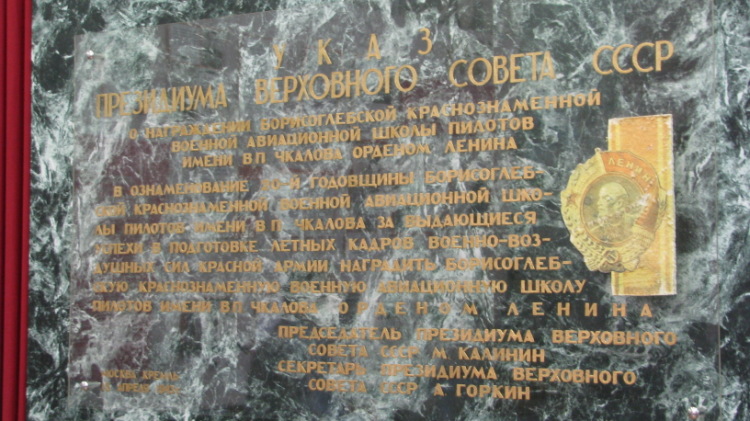 УКАЗ
ПРЕЗИДИУМА ВЕРХОВНОГО СОВЕТА СССР
О НАГРАЖДЕНИИ БОРИСОГЛЕБСКОЙ КРАСНОЗНАМЕННОЙ
ВОЕННОЙ АВИАЦИОННОЙ ШКОЛЫ ПИЛОТОВ
ИМЕНИ В П ЧКАЛОВА ОРДЕНОМ ЛЕНИНА
В ОЗНАМЕНОВАНИЕ ГОДОВЩИНЫ БОРИСОГЛЕБ-
СКОЙ КРАСНОЗНАМЕННОЙ ВОЕННОЙ АВИАЦИОННОЙ ШКО-
ЛЫ ПИЛОТОВ ИМЕНИ В П ЧКАЛОВА ЗА ВЫДАЮЩИЕСЯ
УСПЕХИ В ПОДГОТОВКЕ ЛЕТНЫХ КАДРОВ ВОЕННО-ВОЗ-
ДУШНЫХ СИЛ КРАСНОЙ АРМИИ НАГРАДИТЬ БОРИСОГЛЕБ-
СКУЮ КРАСНОЗНАМЕННУЮ ВОЕННУЮ АВИАЦИОННУЮ ШКОЛУ
ПИЛОТОВ ИМЕНИ В П ЧКАЛОВА ОРДЕНОМ ЛЕНИНА
ПРЕДСЕДАТЕЛЬ ПРЕЗИДИУМА ВЕРХОВНОГО
СОВЕТА СССР М. КАЛИНИН
СЕКРЕТАРЬ ПРЕЗИДИУМА ВЕРХОВНОГО
СОВЕТА СССР А ГОРКИН
МОСКВА КРЕМЛЬ
АПРЕЛЯ
ЛЕНИН